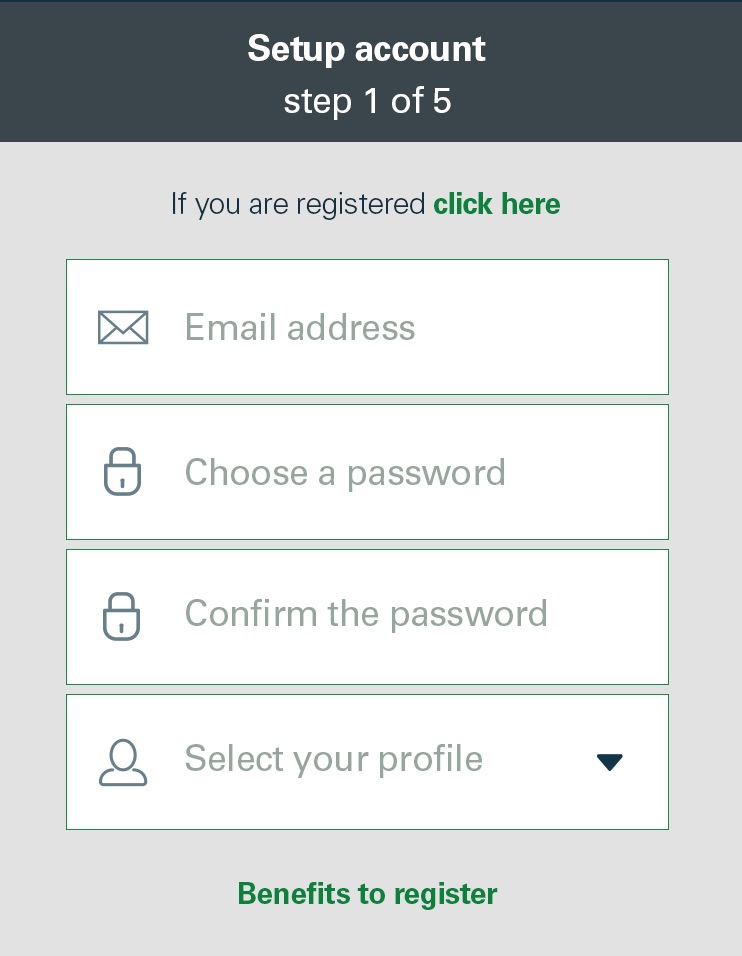 Setup account
step 1 of 5
If you are registered click here
Email address
Choose a password
Confirm the password
Select your profile
Benefits to register